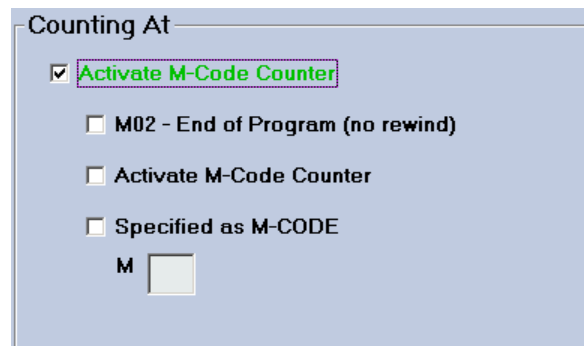 Counting At
Activate M-Code Counter
M02 - End of Program (no rewind)
Activate M-Code Counter
Specified as M-CODE
M